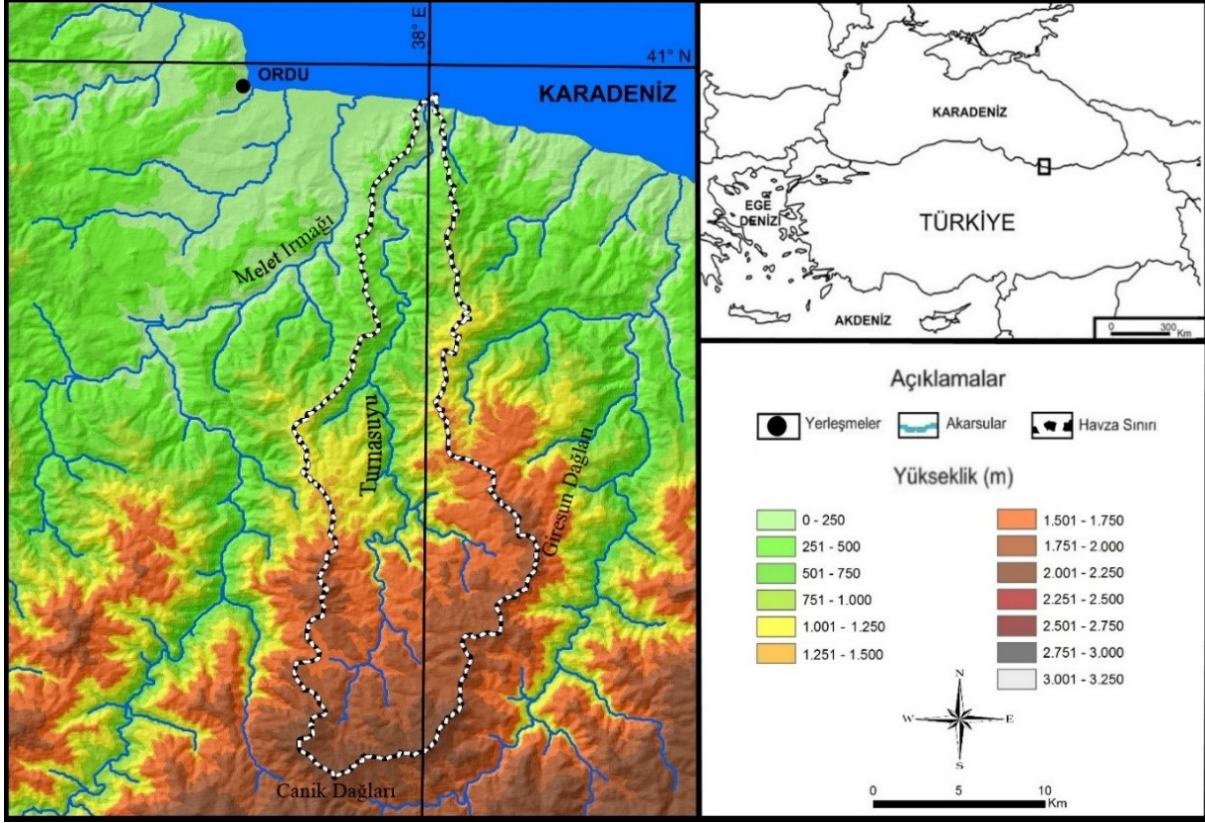 38° E
41° N
ORDU
KARADENİZ
Melet Irmağı
Turnasuyu
Giresun Dağları
Canik Dağları
KARADENİZ
EGE
DENİZİ
TÜRKİYE
AKDENİZ
0 300
Km
Açıklamalar
Yerleşmeler Akarsular Havza Sınırı
Yükseklik (m)
0 - 250 1.501 - 1.750
251 - 500 1.751 - 2.000
501 - 750 2.001 - 2.250
751 - 1.000 2.251 - 2.500
1.001 - 1.250 2.501 - 2.750
1.251 - 1.500 2.751 - 3.000
3.001 - 3.250
N
W E
S
0 5 10
Km